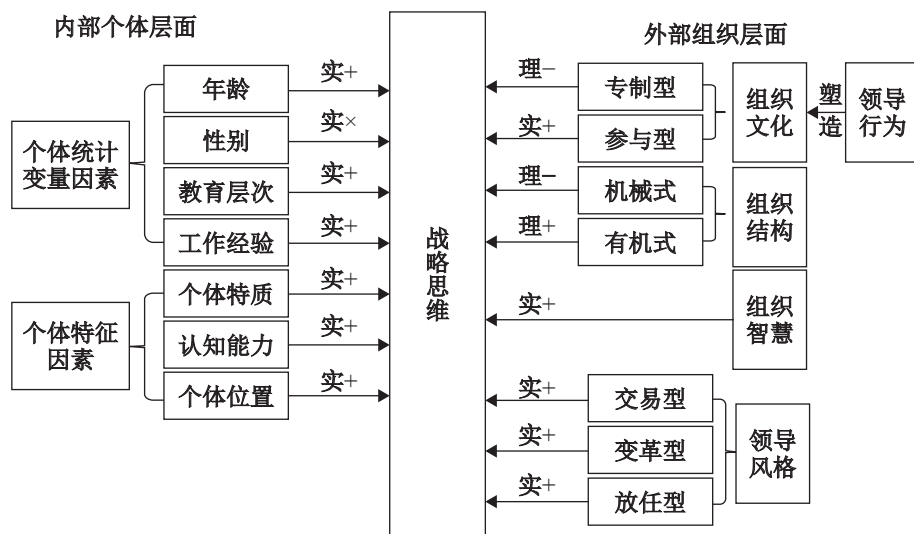 内部个体层面
个体统计
变量因素
年龄
实+
性别
实×
教育层次
实+
工作经验
实+
个体特征
因素
个体特质
实+
认知能力
实+
个体位置
实+
战略思维
外部组织层面
理−
专制型
实+
参与型
组织
文化
塑造
领导
行为
理−
机械式
理+
有机式
组织
结构
实+
组织
智慧
实+
交易型
实+
变革型
实+
放任型
领导
风格